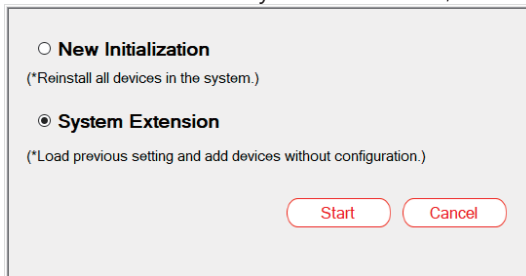 New Initialization
(*Reinstall all devices in the system.)
System Extension
(*Load previous setting and add devices without configuration.)
Start Cancel